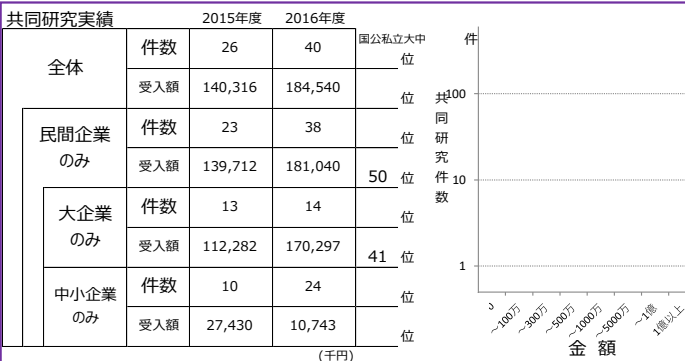 共同研究実績 2015年度 2016年度
全体 件数 26 40 国公私立大中 位
受入額 140,316 184,540 位
民間企業のみ 件数 23 38 位
受入額 139,712 181,040 50 位
大企業のみ 件数 13 14 位
受入額 112,282 170,297 41 位
中小企業のみ 件数 10 24 位
受入額 27,430 10,743 位
(千円)
件
共同研究件数
100
10
1
0 ～100万 ～300万 ～500万 ～1000万 ～5000万 ～1億 1億以上
金 額